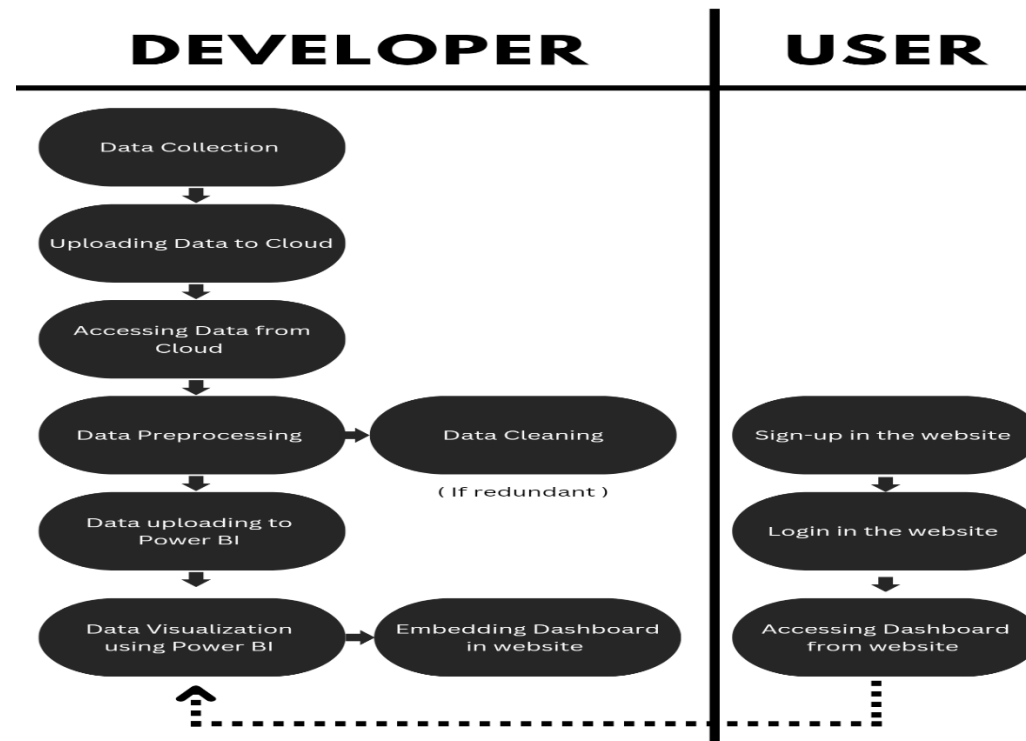 DEVELOPER
USER
Data Collection
Uploading Data to Cloud
Accessing Data from
Cloud
Data Preprocessing
Data Cleaning
( If redundant )
Data uploading to
Power BI
Data Visualization
using Power BI
Embedding Dashboard
in website
Sign-up in the website
Login in the website
Accessing Dashboard
from website